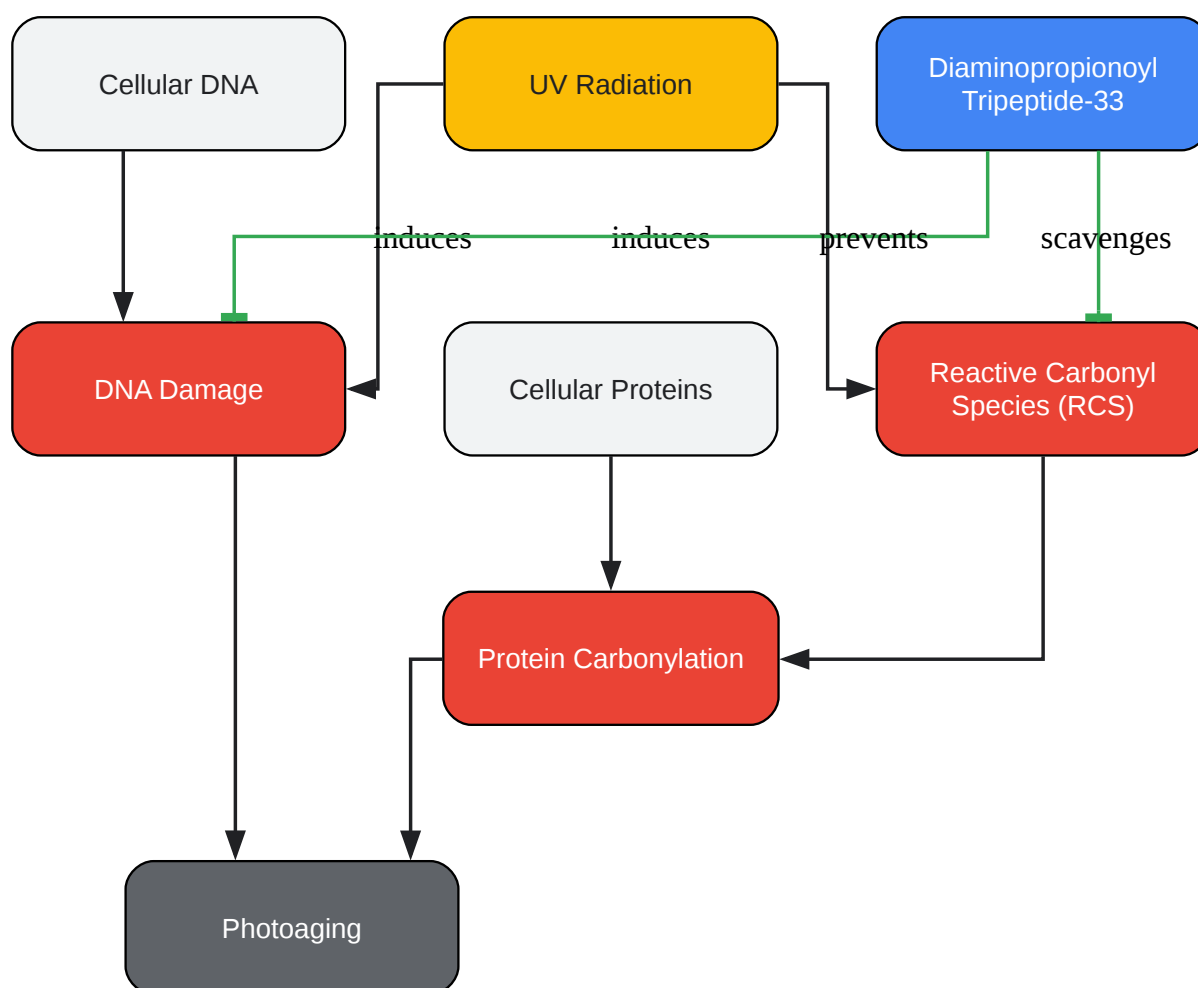 Cellular DNA
UV Radiation
Diaminopropionoyl
Tripeptide-33
induces
induces
prevents
scavenges
DNA Damage
Cellular Proteins
Reactive Carbonyl
Species (RCS)
Protein Carbonylation
Photoaging